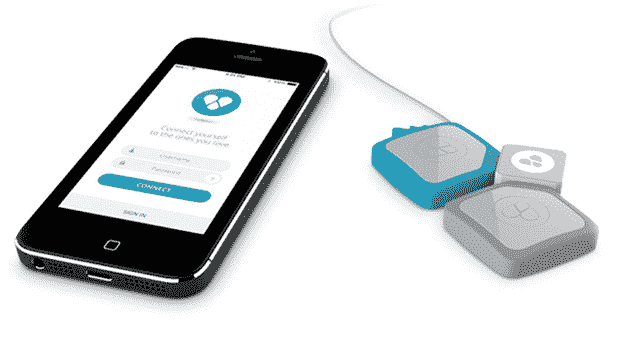 Connect yourself
to the ones you love
Username
Password
CONNECT
SIGN IN